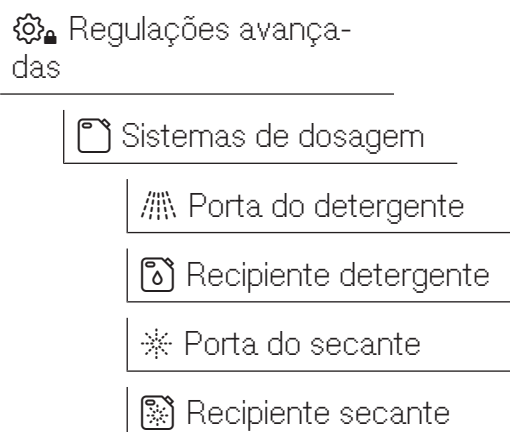 Regulações avança-
das
Sistemas de dosagem
Porta do detergente
Recipiente detergente
Porta do secante
Recipiente secante